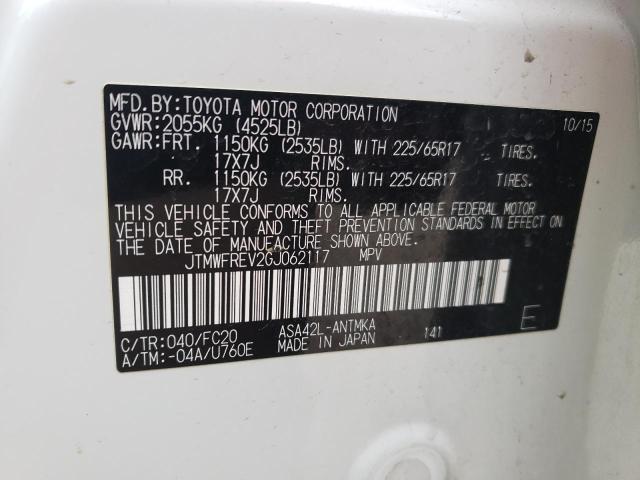 MFD.BY:TOYOTA MOTOR CORPORATION 10/15
GVWR:2055KG (4525LB)
GAWR:FRT. 1150KG (2535LB) WITH 225/65R17 TIRES.
17X7J RIMS.
RR. 1150KG (2535LB) WITH 225/65R17 TIRES.
17X7J RIMS.
THIS VEHICLE CONFORMS TO ALL APPLICABLE FEDERAL MOTOR
VEHICLE SAFETY AND THEFT PREVENTION STANDARDS IN EFFECT ON
THE DATE OF MANUFACTURE SHOWN ABOVE.
JTMWFREV2GJ062117 MPV
C/TR:040/FC20 ASA42L-ANTMKA 141 E
A/TM:-04A/U760E MADE IN JAPAN